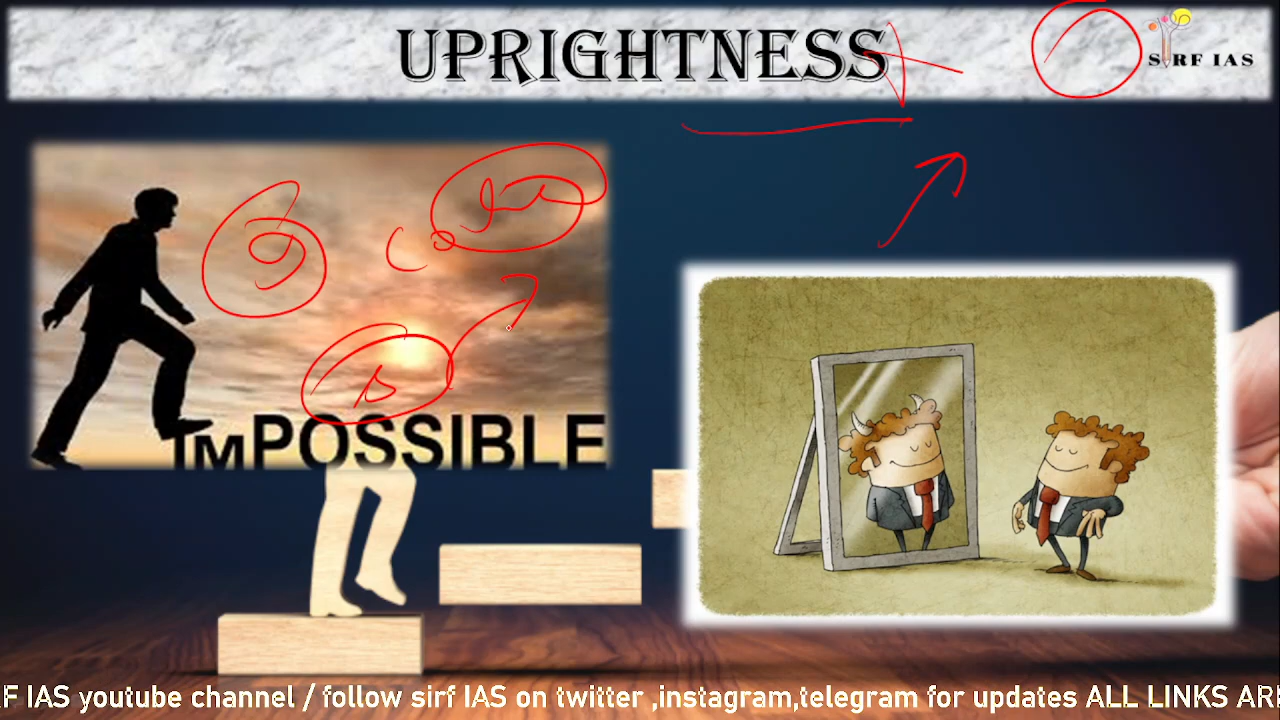 UPRIGHTNESS
SIRF IAS
IMPOSSIBLE
F IAS youtube channel / follow sirf IAS on twitter ,instagram,telegram for updates ALL LINKS ARE